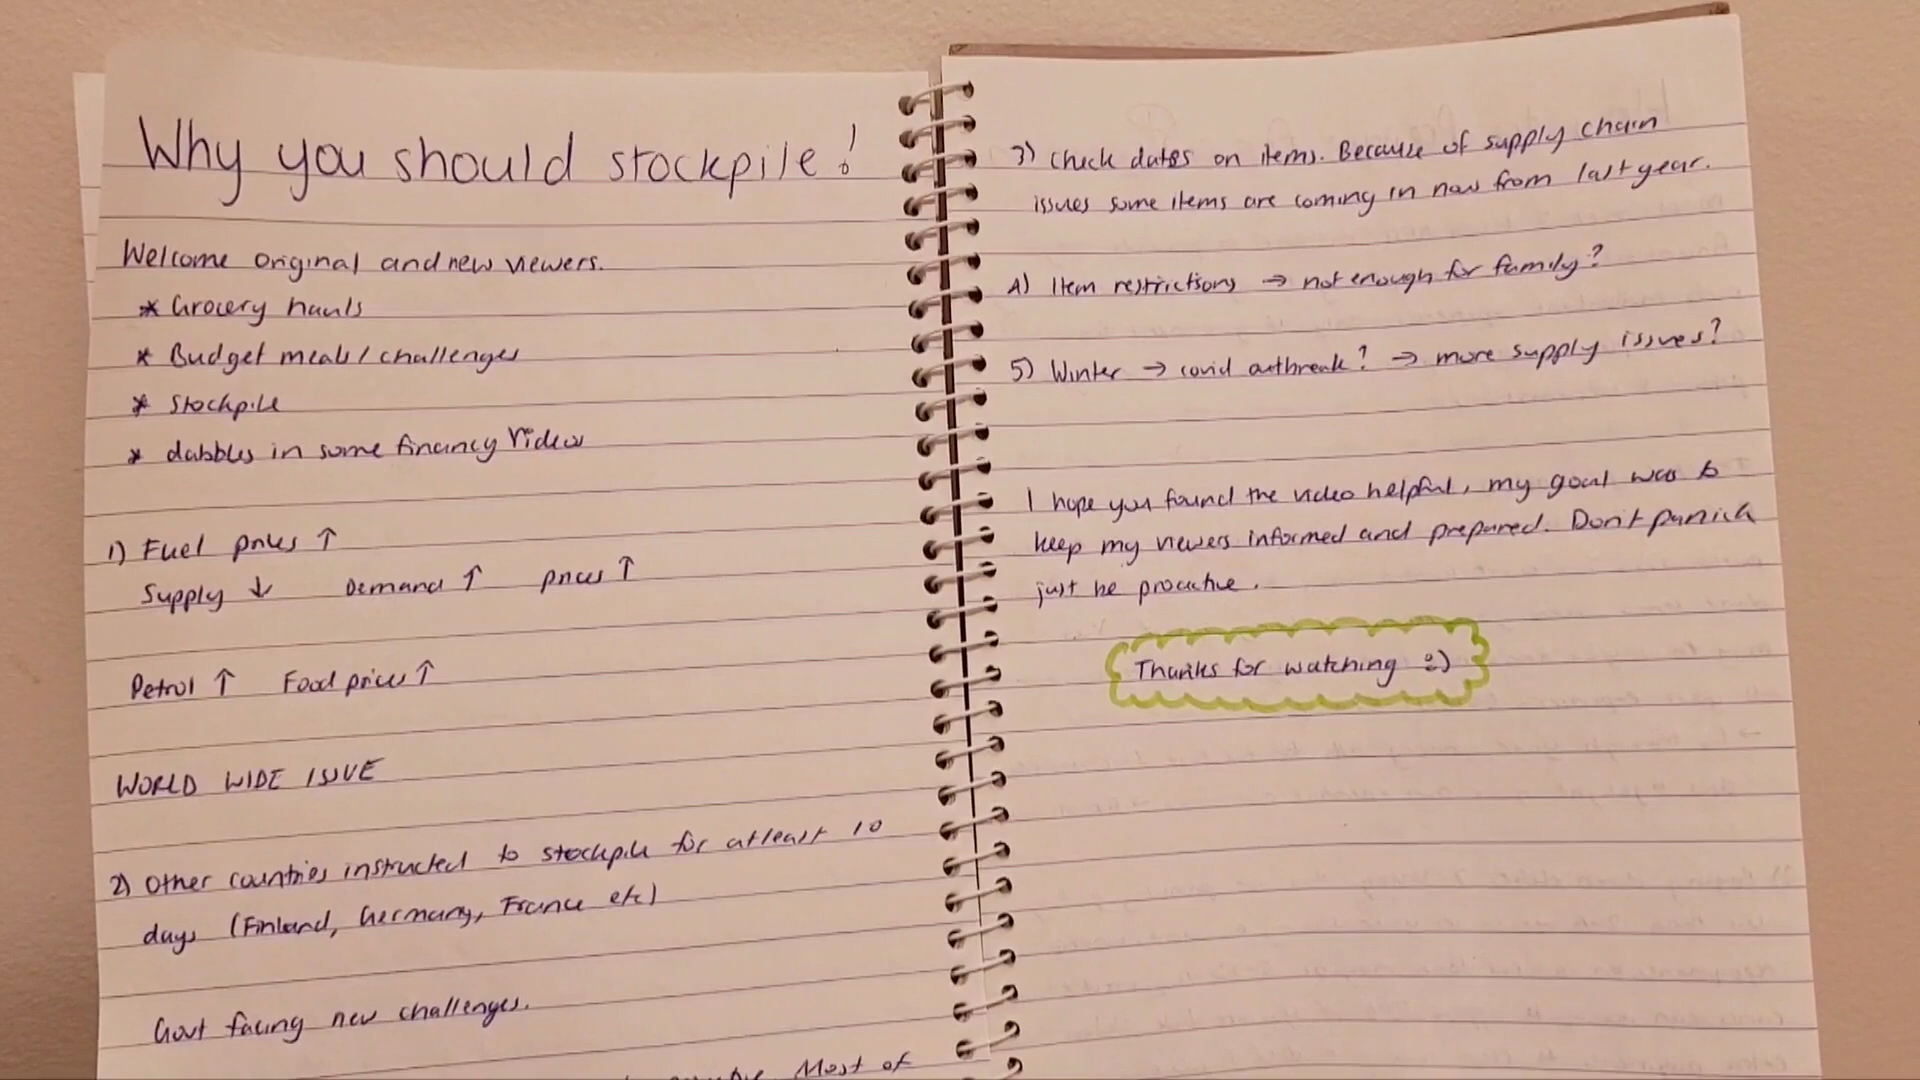 Why you should stockpile!
Welcome original and new viewers.
* Grocery hauls
* Budget meals/challenges
* Stockpile
* dabbles in some financy Videos
1) Fuel prices ↑
Supply ↓ Demand ↑ prices ↑
Petrol ↑ Food prices ↑
WORLD WIDE ISSUE
2) Other countries instructed to stockpile for atleast 10
days (Finland, Germany, France etc)
Govt facing new challenges.
Most of
3) Check dates on items. Because of supply chain
issues some items are coming in now from last year.
4) Item restrictions → not enough for family?
5) Winter → covid outbreak? → more supply issues?
I hope you found the video helpful, my goal was to
keep my viewers informed and prepared. Don't panick
just be proactive.
Thanks for watching :)